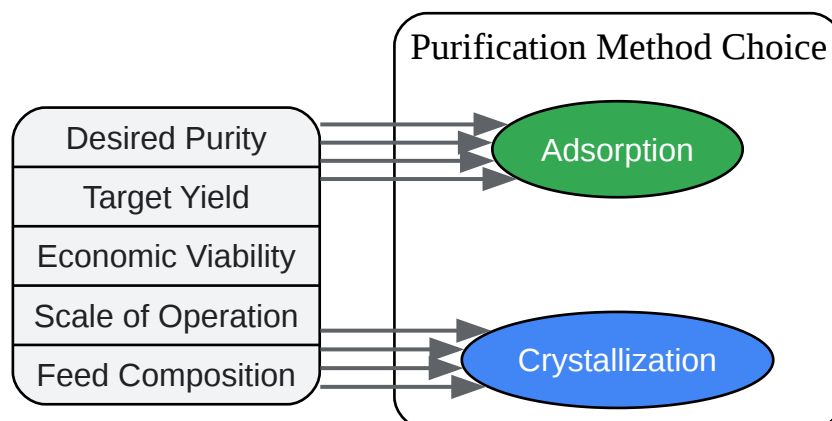 Purification Method Choice
Desired Purity
Target Yield
Economic Viability
Scale of Operation
Feed Composition
Adsorption
Crystallization